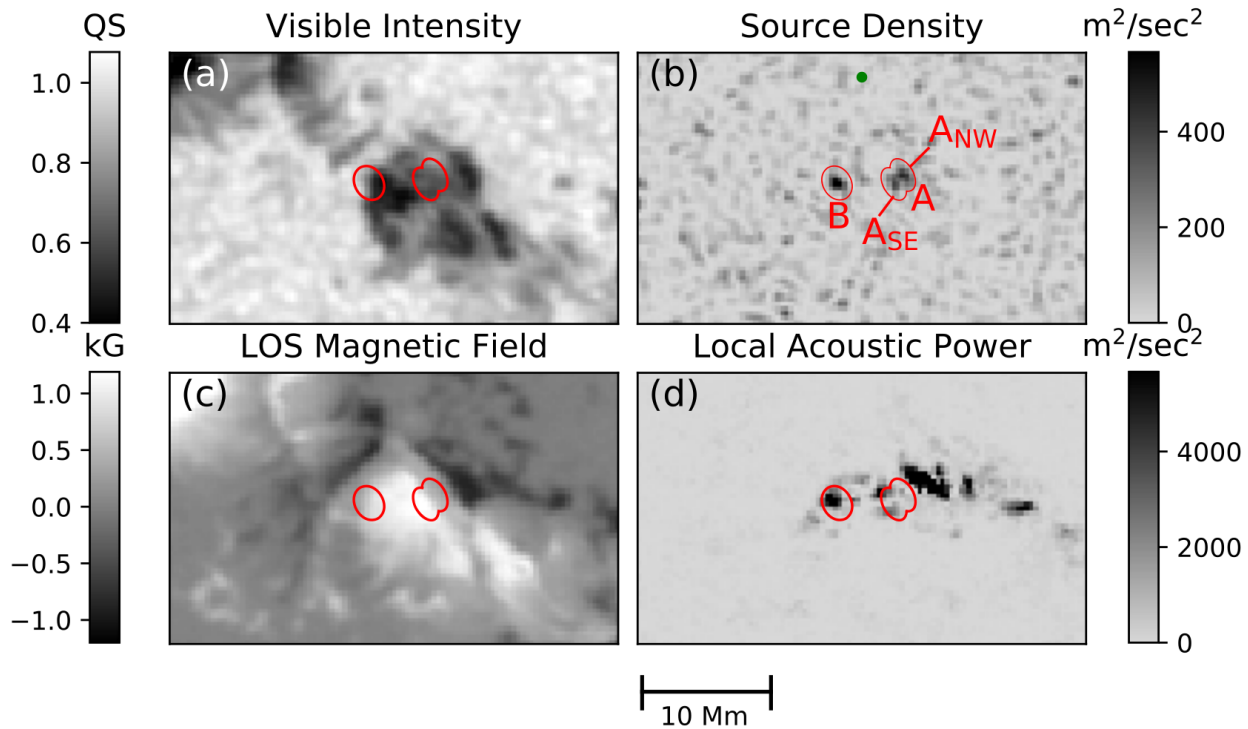 QS Visible Intensity Source Density m²/sec²
(a) (b)
1.0
0.8
0.6
0.4
A_NW
A
B
A_SE
400
200
0
kG LOS Magnetic Field Local Acoustic Power m²/sec²
(c) (d)
1.0
0.5
0.0
−0.5
−1.0
4000
2000
0
10 Mm